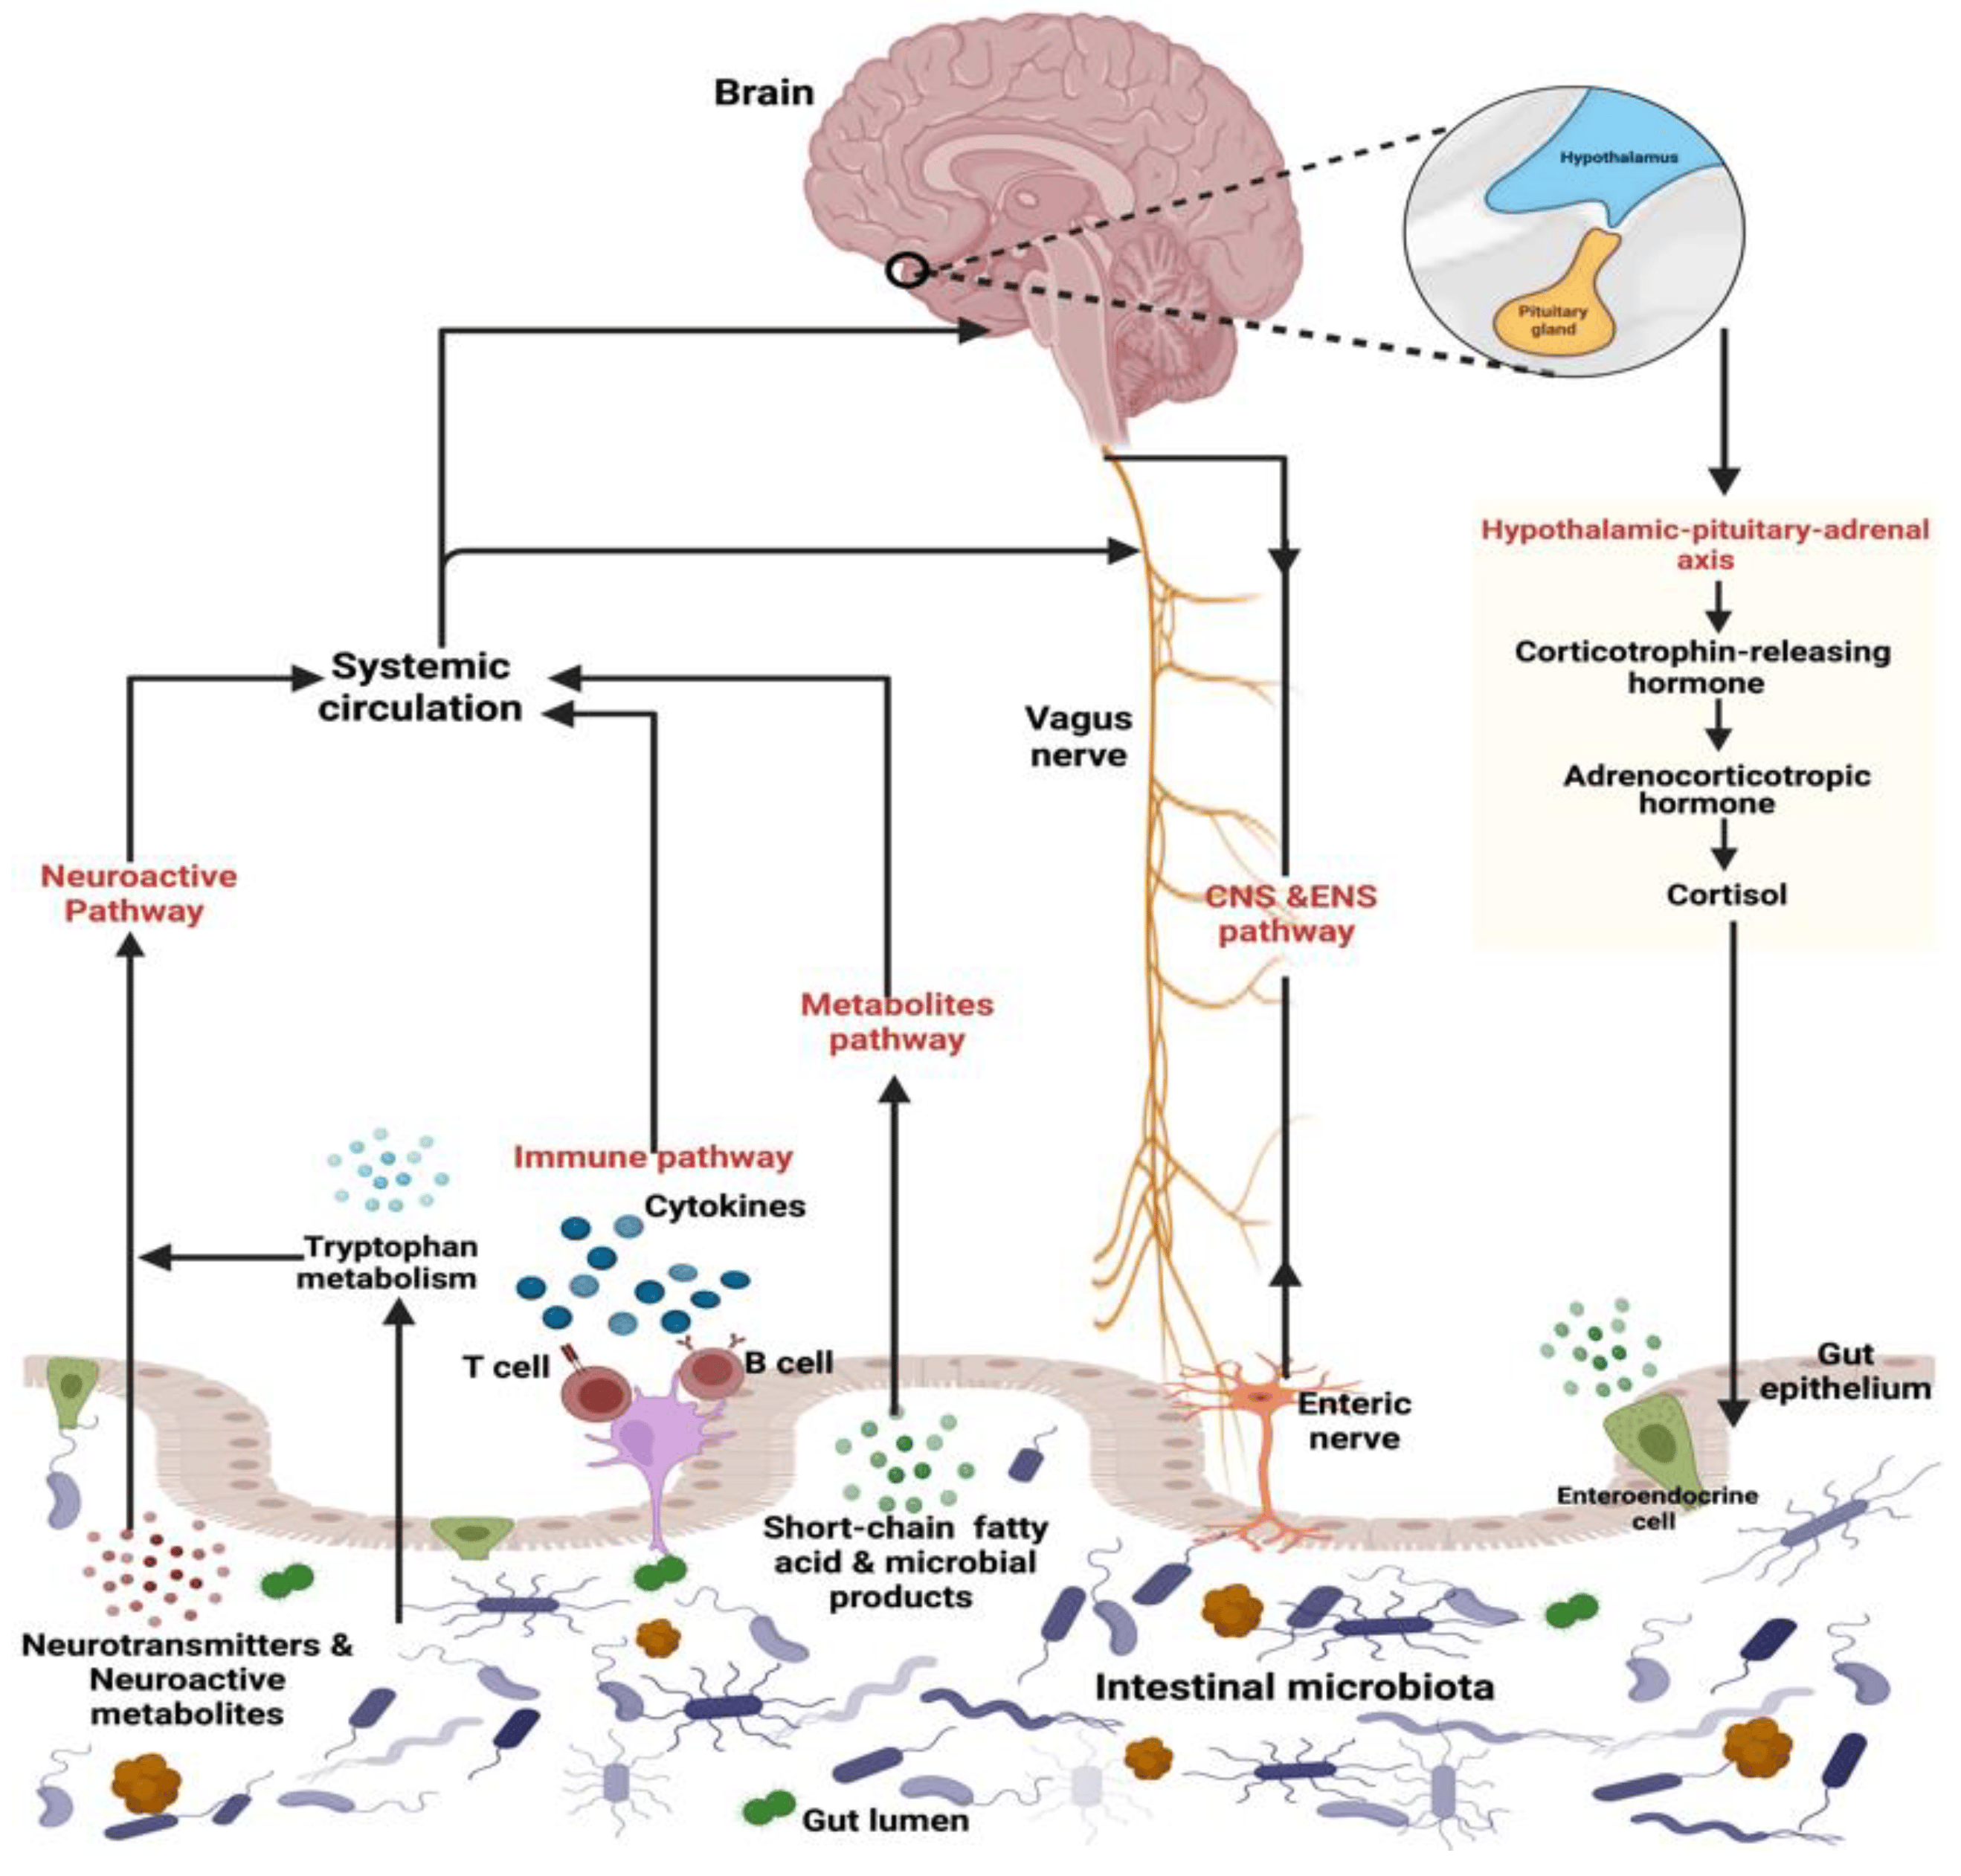 Brain
Hypothalamus
Pituitary
gland
Hypothalamic-pituitary-adrenal
axis
Corticotrophin-releasing
hormone
Adrenocorticotropic
hormone
Cortisol
Systemic
circulation
Vagus
nerve
Neuroactive
Pathway
CNS &ENS
pathway
Metabolites
pathway
Immune pathway
Cytokines
Tryptophan
metabolism
T cell
B cell
Gut
epithelium
Enteric
nerve
Enteroendocrine
cell
Short-chain fatty
acid & microbial
products
Neurotransmitters &
Neuroactive
metabolites
Intestinal microbiota
Gut lumen